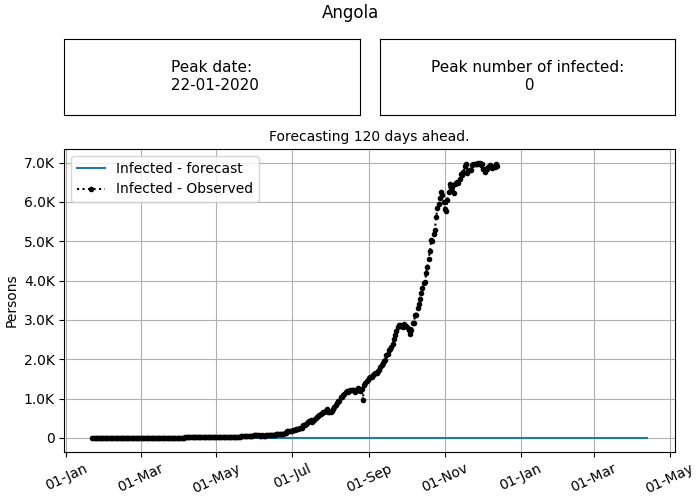 Angola
Peak date:
22-01-2020
Peak number of infected:
0
Forecasting 120 days ahead.
Infected - forecast
Infected - Observed
Persons
7.0K
6.0K
5.0K
4.0K
3.0K
2.0K
1.0K
0
01-Jan
01-Mar
01-May
01-Jul
01-Sep
01-Nov
01-Jan
01-Mar
01-May